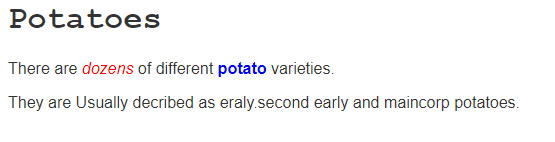 Potatoes
There are dozens of different potato varieties.
They are Usually decribed as eraly.second early and maincorp potatoes.